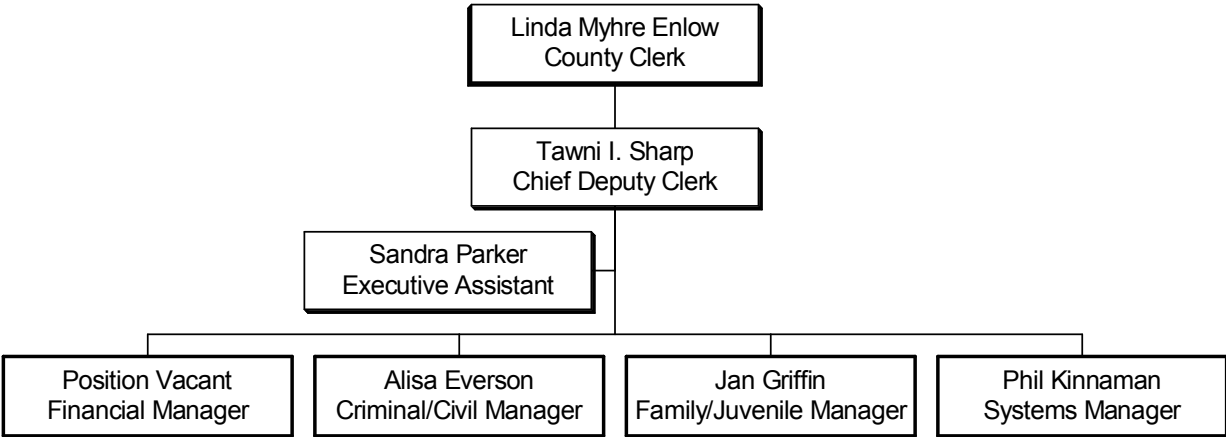 Linda Myhre Enlow
County Clerk
Tawni I. Sharp
Chief Deputy Clerk
Sandra Parker
Executive Assistant
Position Vacant
Financial Manager
Alisa Everson
Criminal/Civil Manager
Jan Griffin
Family/Juvenile Manager
Phil Kinnaman
Systems Manager